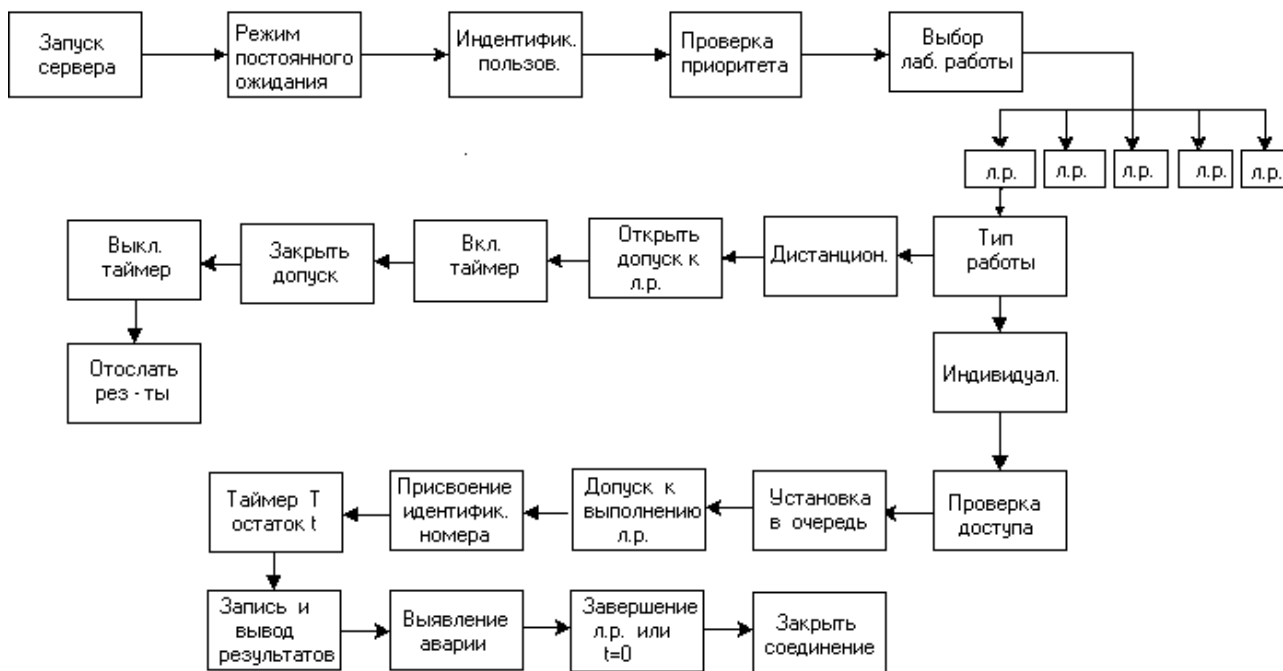 Запуск
сервера
Режим
постоянного
ожидания
Индентифик.
пользов.
Проверка
приоритета
Выбор
лаб. работы
л.р.
л.р.
л.р.
л.р.
л.р.
Выкл.
таймер
Закрыть
допуск
Вкл.
таймер
Открыть
допуск к
л.р.
Дистанцион.
Тип
работы
Отослать
рез - ты
Индивидуал.
Таймер T
остаток t
Присвоение
идентифик.
номера
Допуск к
выполнению
л.р.
Установка
в очередь
Проверка
доступа
Запись и
вывод
результатов
Выявление
аварии
Завершение
л.р. или
t=0
Закрыть
соединение